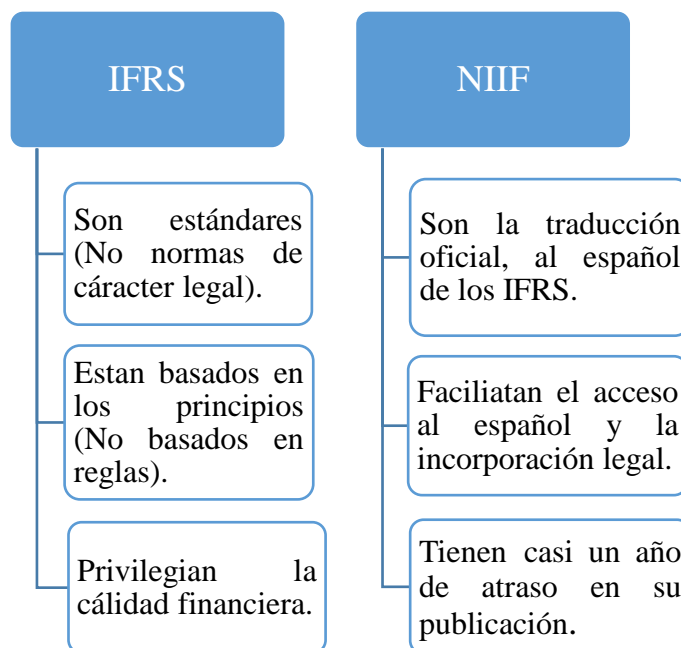 IFRS
Son estándares
(No normas de
cáracter legal).
Estan basados en
los principios
(No basados en
reglas).
Privilegian la
cálidad financiera.
NIIF
Son la traducción
oficial, al español
de los IFRS.
Faciliatan el acceso
al español y la
incorporación legal.
Tienen casi un año
de atraso en su
publicación.